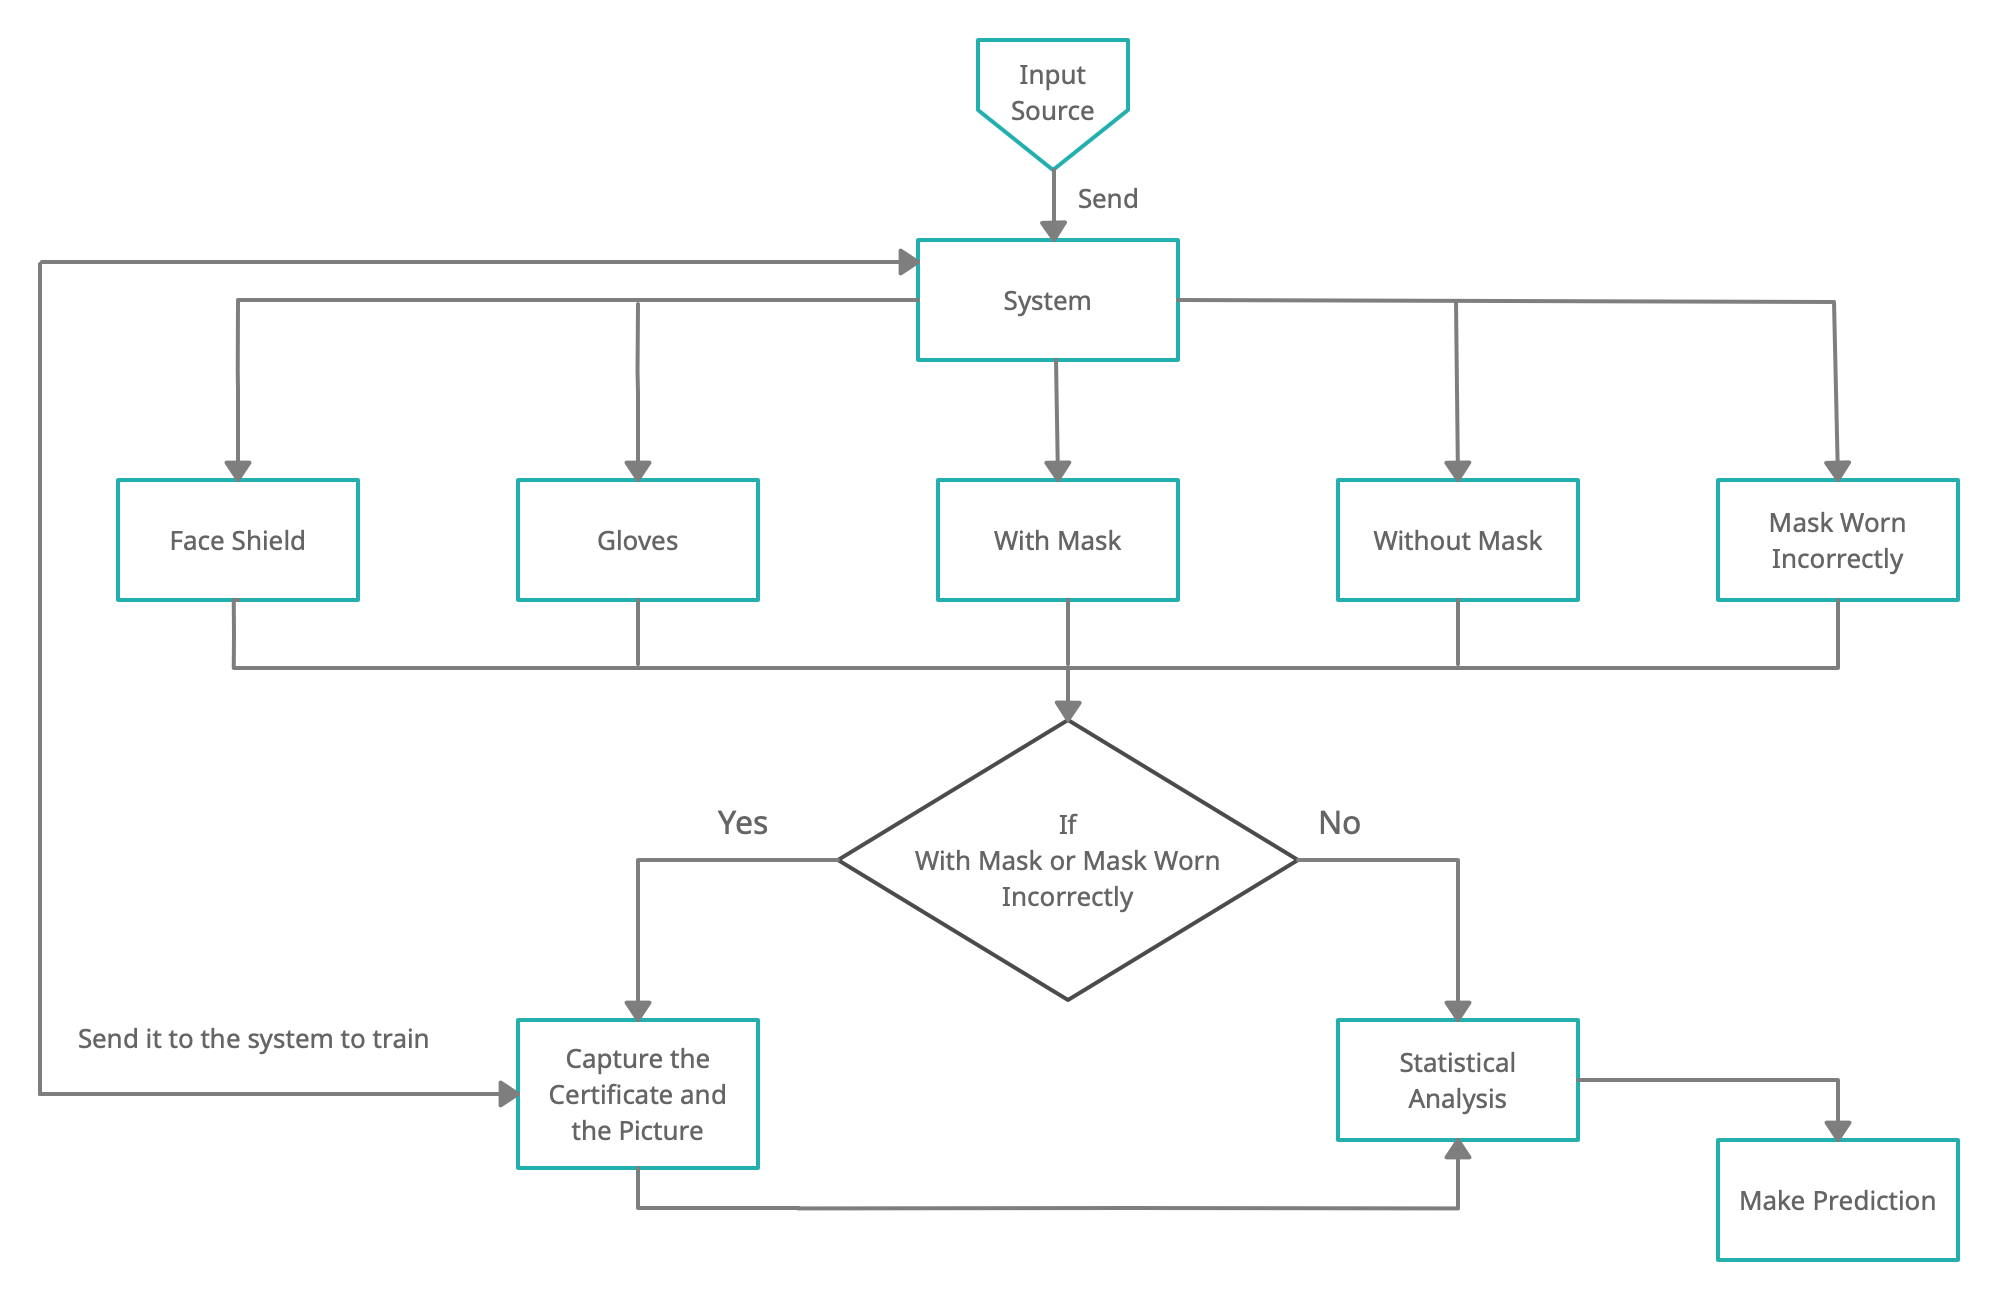 Input
Source
Send
System
Face Shield
Gloves
With Mask
Without Mask
Mask Worn
Incorrectly
Yes
No
If
With Mask or Mask Worn
Incorrectly
Send it to the system to train
Capture the
Certificate and
the Picture
Statistical
Analysis
Make Prediction